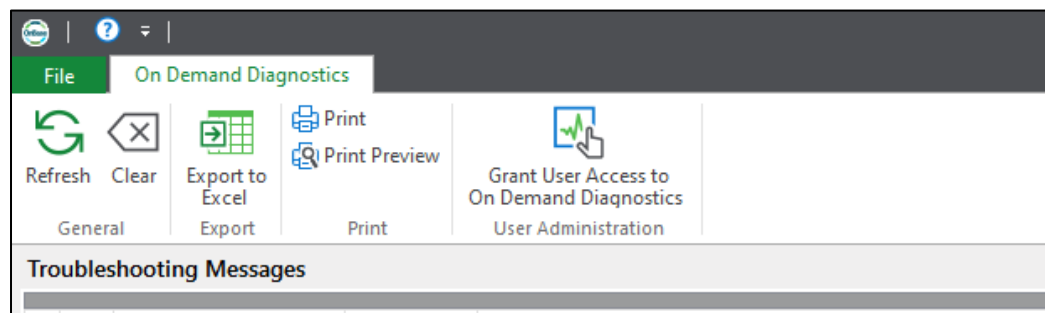 OnBase
?
File
On Demand Diagnostics
Refresh
Clear
Export to
Excel
Print
Print Preview
Grant User Access to
On Demand Diagnostics
General
Export
Print
User Administration
Troubleshooting Messages